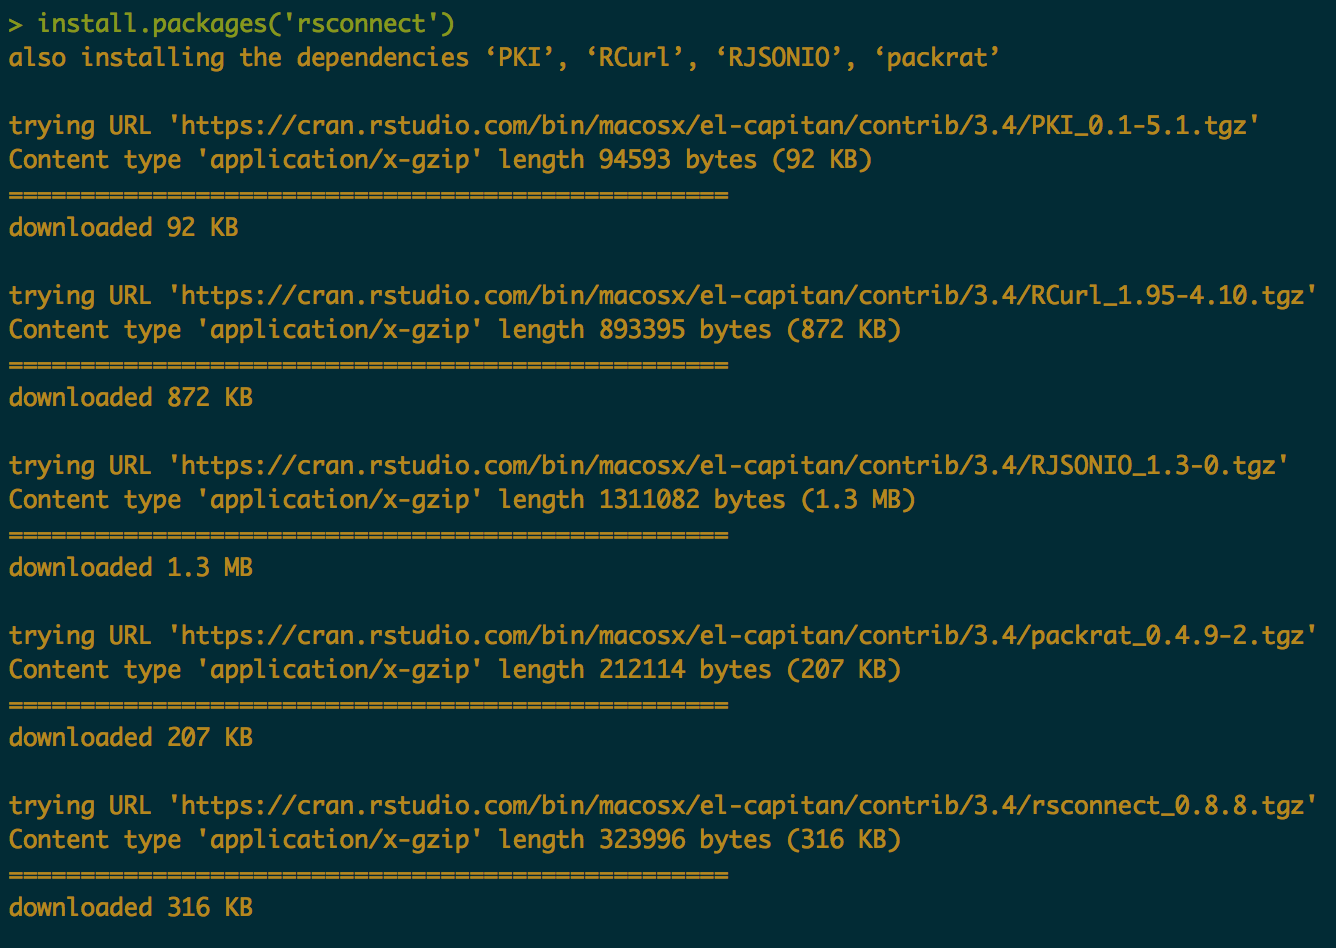 > install.packages('rsconnect')
also installing the dependencies ‘PKI’, ‘RCurl’, ‘RJSONIO’, ‘packrat’
trying URL 'https://cran.rstudio.com/bin/macosx/el-capitan/contrib/3.4/PKI_0.1-5.1.tgz'
Content type 'application/x-gzip' length 94593 bytes (92 KB)
==================================================
downloaded 92 KB
trying URL 'https://cran.rstudio.com/bin/macosx/el-capitan/contrib/3.4/RCurl_1.95-4.10.tgz'
Content type 'application/x-gzip' length 893395 bytes (872 KB)
==================================================
downloaded 872 KB
trying URL 'https://cran.rstudio.com/bin/macosx/el-capitan/contrib/3.4/RJSONIO_1.3-0.tgz'
Content type 'application/x-gzip' length 1311082 bytes (1.3 MB)
==================================================
downloaded 1.3 MB
trying URL 'https://cran.rstudio.com/bin/macosx/el-capitan/contrib/3.4/packrat_0.4.9-2.tgz'
Content type 'application/x-gzip' length 212114 bytes (207 KB)
==================================================
downloaded 207 KB
trying URL 'https://cran.rstudio.com/bin/macosx/el-capitan/contrib/3.4/rsconnect_0.8.8.tgz'
Content type 'application/x-gzip' length 323996 bytes (316 KB)
==================================================
downloaded 316 KB